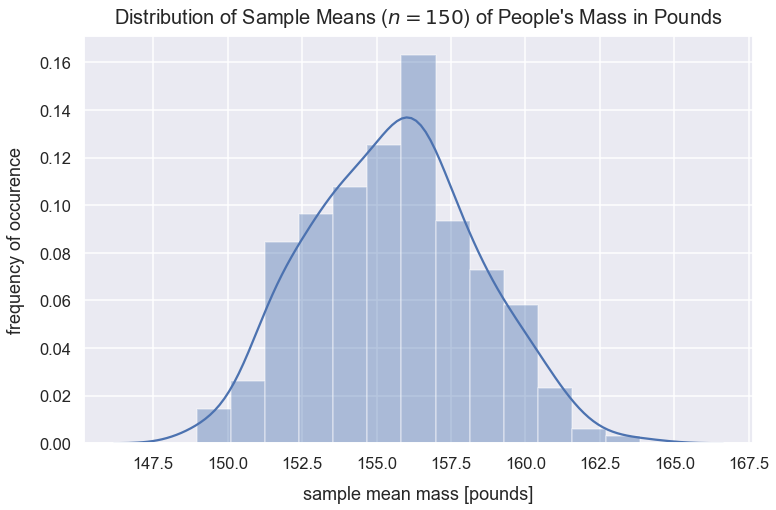 Distribution of Sample Means (n = 150) of People's Mass in Pounds
frequency of occurence
0.16
0.14
0.12
0.10
0.08
0.06
0.04
0.02
0.00
147.5 150.0 152.5 155.0 157.5 160.0 162.5 165.0 167.5
sample mean mass [pounds]